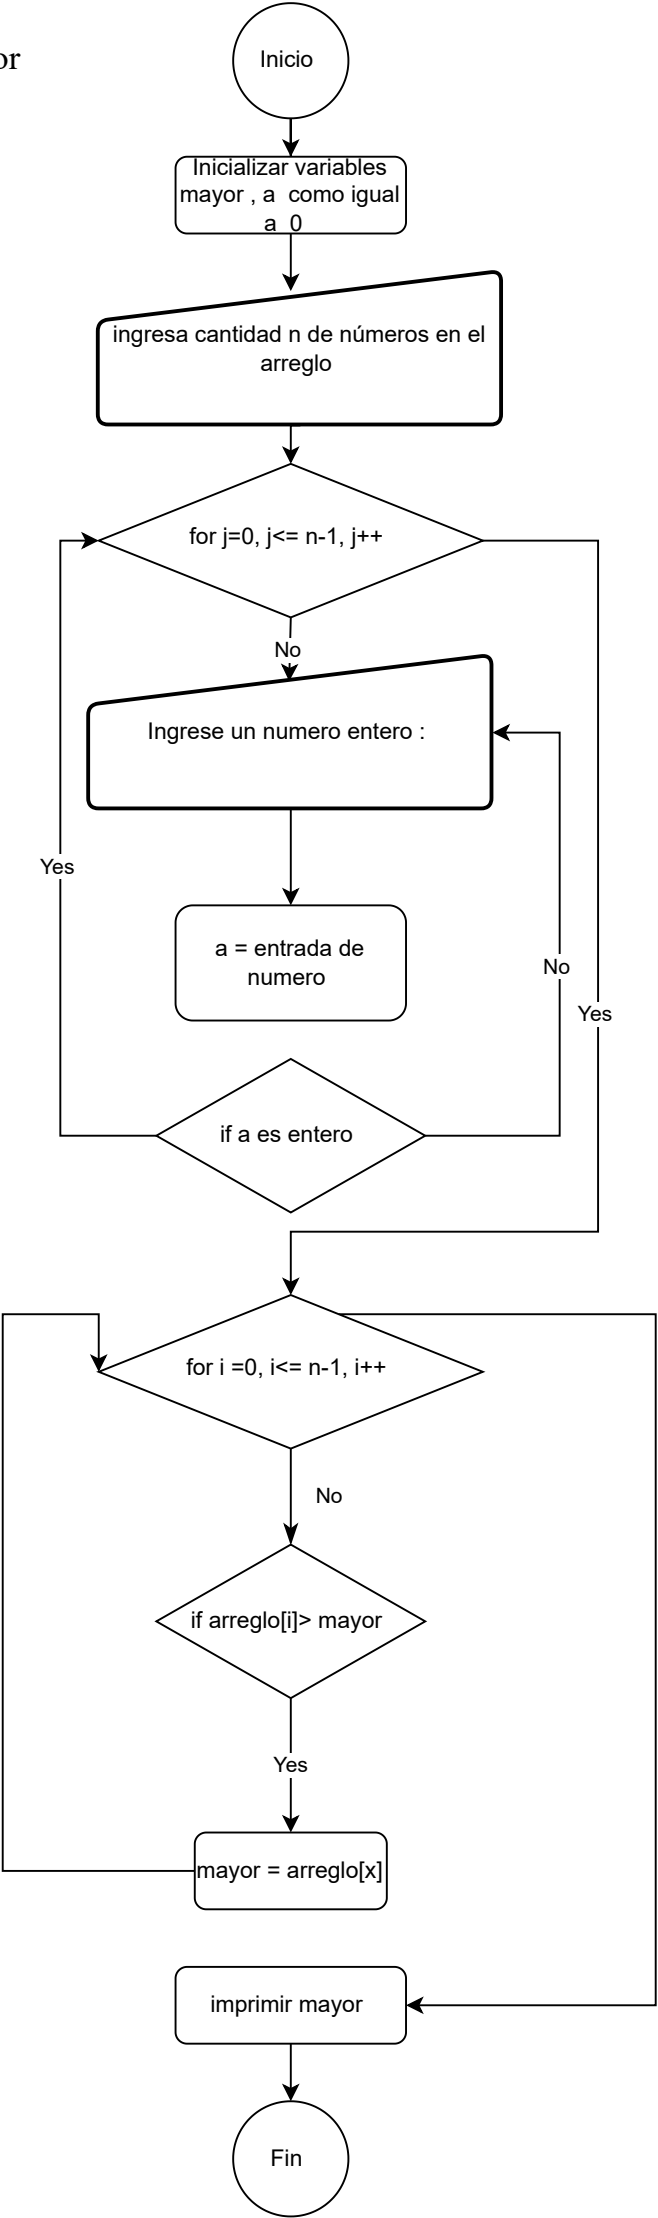 or
Inicio
Inicializar variables
mayor , a como igual
a 0
ingresa cantidad n de números en el
arreglo
for j=0, j<= n-1, j++
No
Ingrese un numero entero :
Yes
a = entrada de
numero
No
Yes
if a es entero
for i =0, i<= n-1, i++
No
if arreglo[i]> mayor
Yes
mayor = arreglo[x]
imprimir mayor
Fin